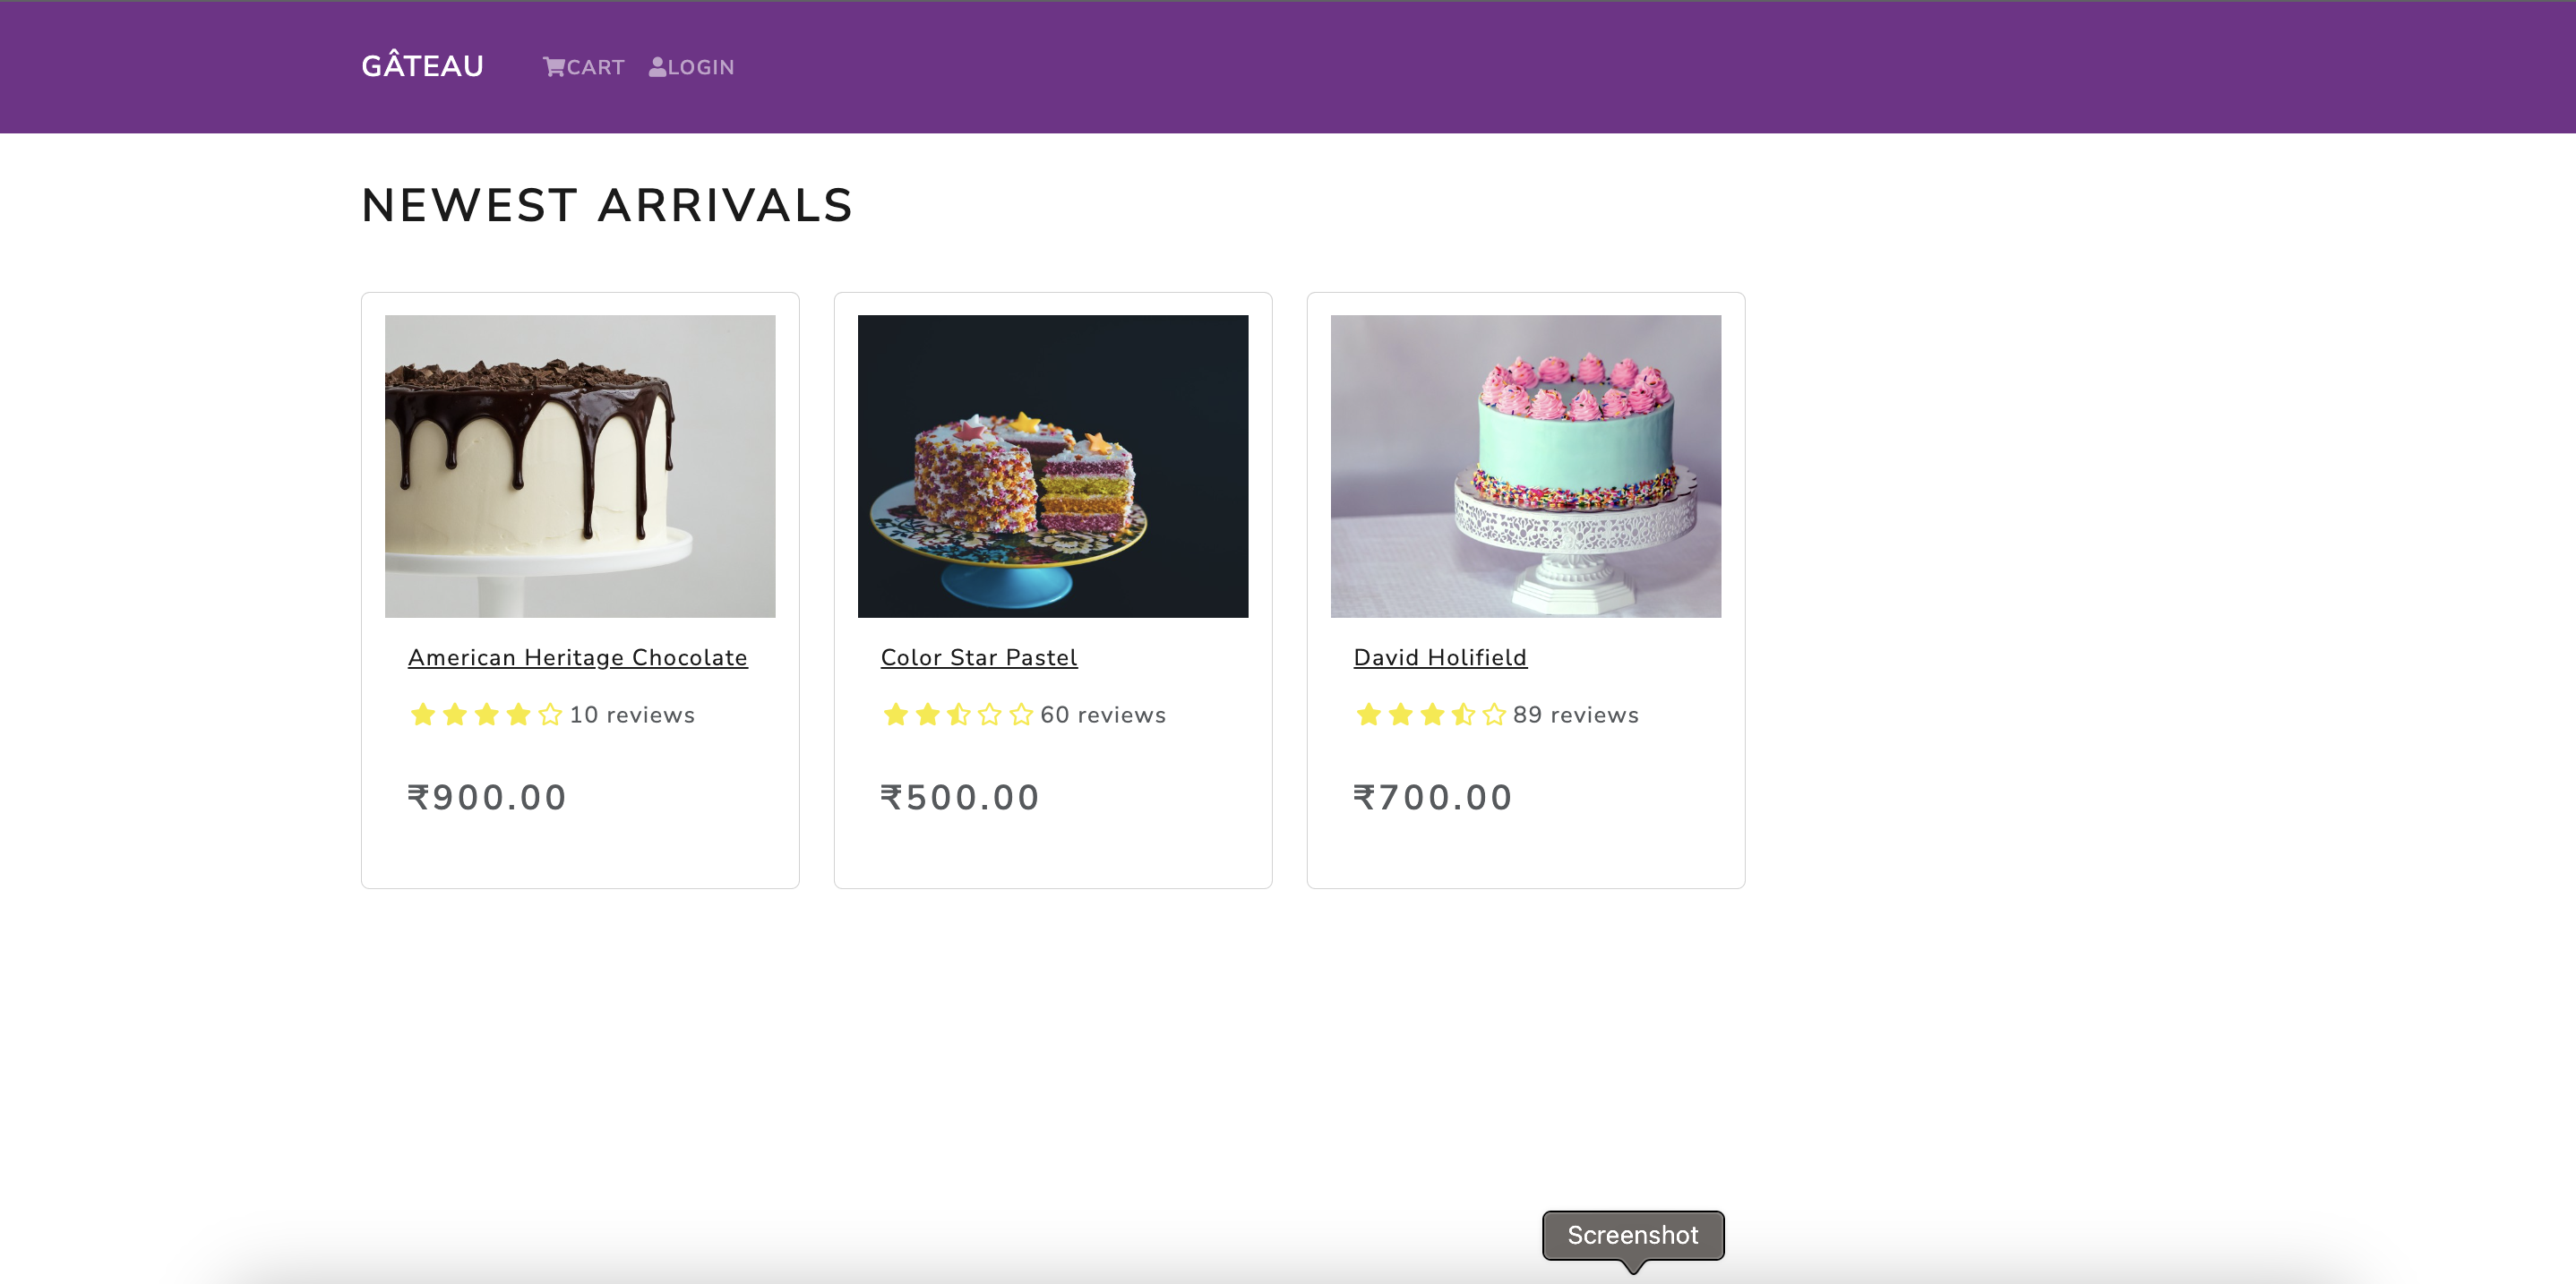 GÂTEAU CART LOGIN
NEWEST ARRIVALS
American Heritage Chocolate
10 reviews
₹900.00
Color Star Pastel
60 reviews
₹500.00
David Holifield
89 reviews
₹700.00
Screenshot